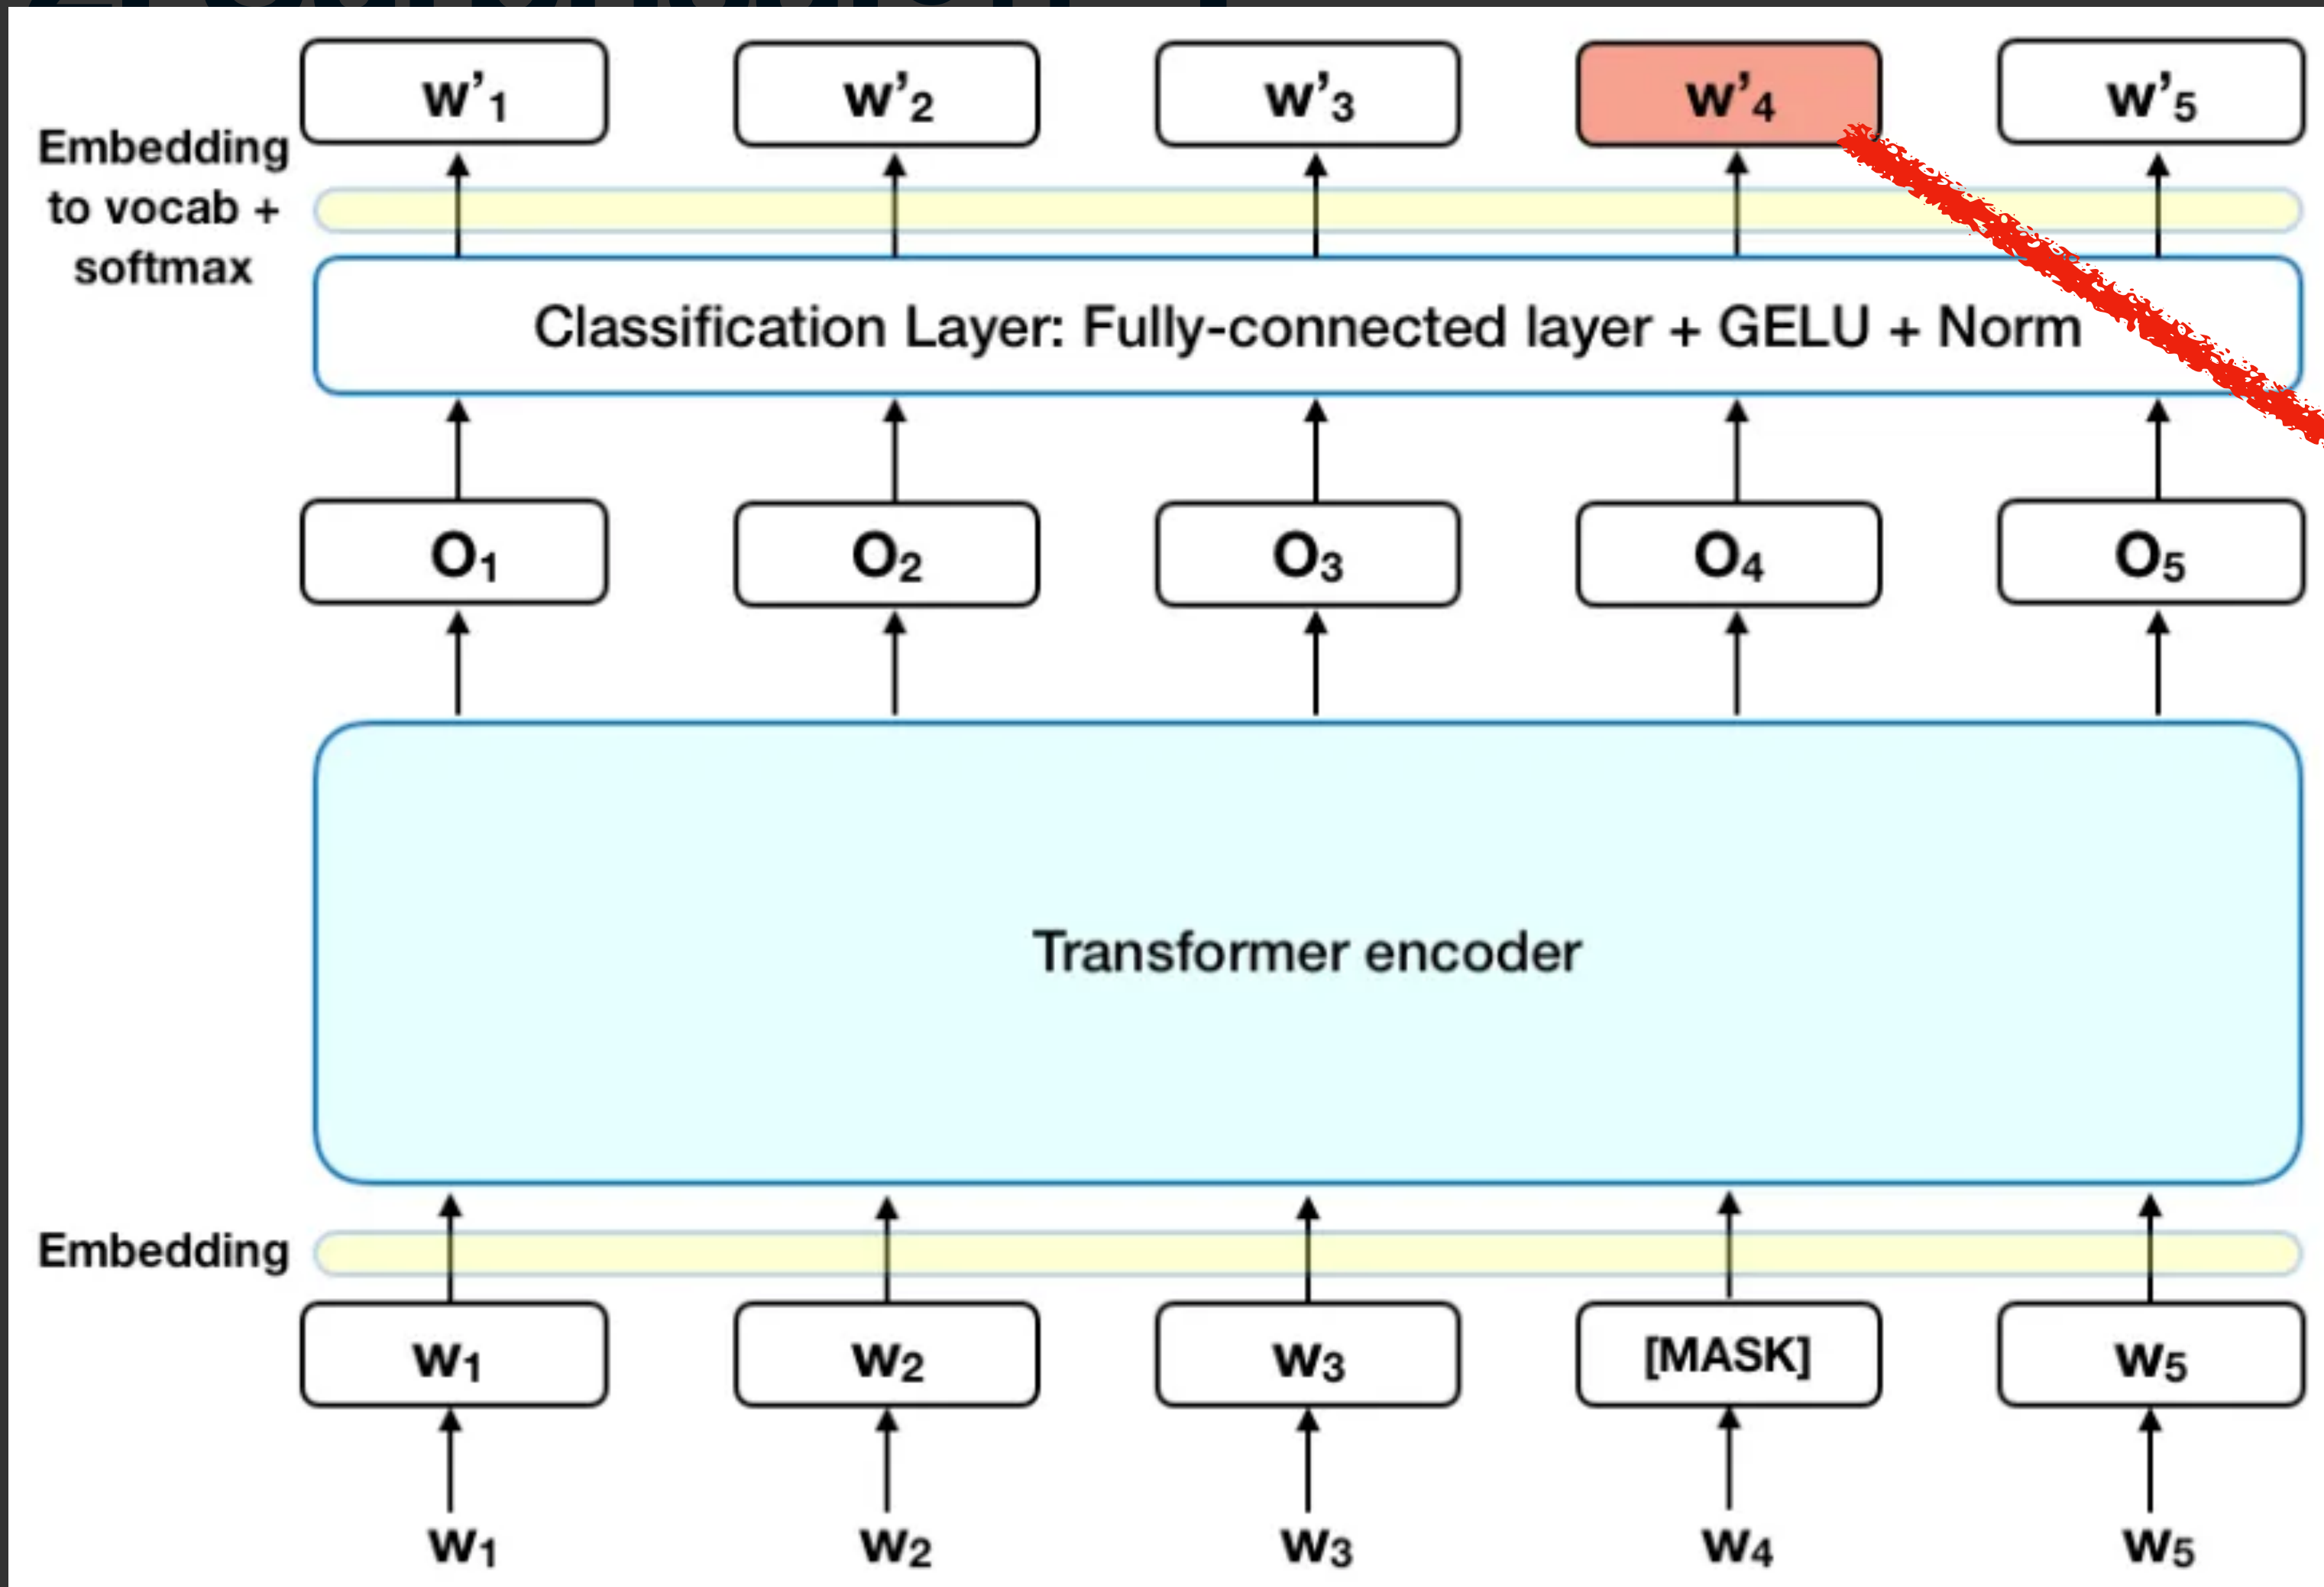 w’1 w’2 w’3 w’4 w’5
Embedding
to vocab +
softmax
Classification Layer: Fully-connected layer + GELU + Norm
O1 O2 O3 O4 O5
Transformer encoder
Embedding
w1 w2 w3 [MASK] w5
w1 w2 w3 w4 w5